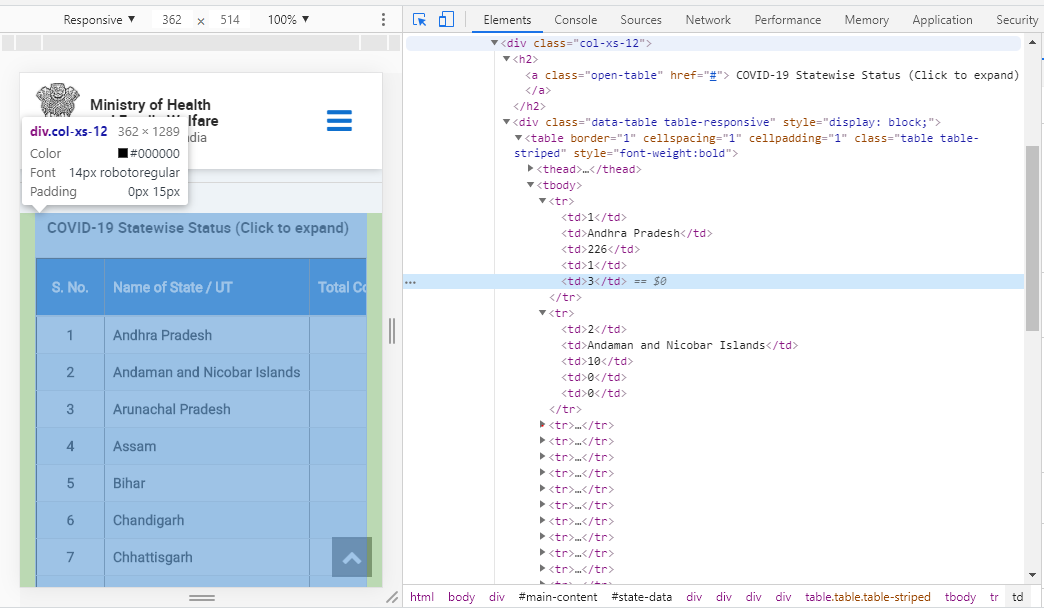 Responsive ▼ 362 × 514 100% ▼
Elements Console Sources Network Performance Memory Application Security
Ministry of Health
lfare
dia
div.col-xs-12 362 × 1289
Color #000000
Font 14px robotoregular
Padding 0px 15px
COVID-19 Statewise Status (Click to expand)
S. No. Name of State / UT Total Co
1 Andhra Pradesh
2 Andaman and Nicobar Islands
3 Arunachal Pradesh
4 Assam
5 Bihar
6 Chandigarh
7 Chhattisgarh
▼<div class="col-xs-12">
▼<h2>
<a class="open-table" href="#"> COVID-19 Statewise Status (Click to expand)
</a>
</h2>
▼<div class="data-table table-responsive" style="display: block;">
▼<table border="1" cellspacing="1" cellpadding="1" class="table table-
striped" style="font-weight:bold">
▶<thead>…</thead>
▼<tbody>
▼<tr>
<td>1</td>
<td>Andhra Pradesh</td>
<td>226</td>
<td>1</td>
… <td>3</td> == $0
</tr>
▼<tr>
<td>2</td>
<td>Andaman and Nicobar Islands</td>
<td>10</td>
<td>0</td>
<td>0</td>
</tr>
▶<tr>…</tr>
▶<tr>…</tr>
▶<tr>…</tr>
▶<tr>…</tr>
▶<tr>…</tr>
▶<tr>…</tr>
▶<tr>…</tr>
▶<tr>…</tr>
▶<tr>…</tr>
▶<tr>…</tr>
html body div #main-content #state-data div div div div table.table.table-striped tbody tr td